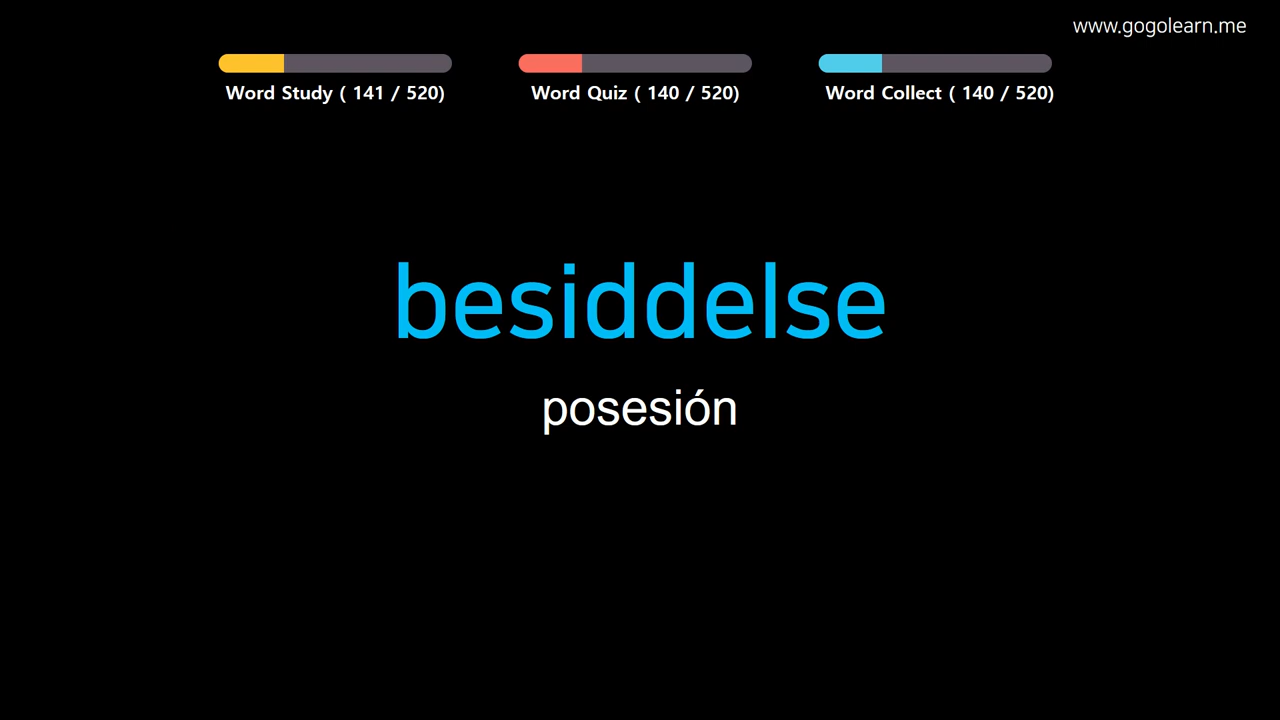 www.gogolearn.me
Word Study ( 141 / 520)
Word Quiz ( 140 / 520)
Word Collect ( 140 / 520)
besiddelse
posesión